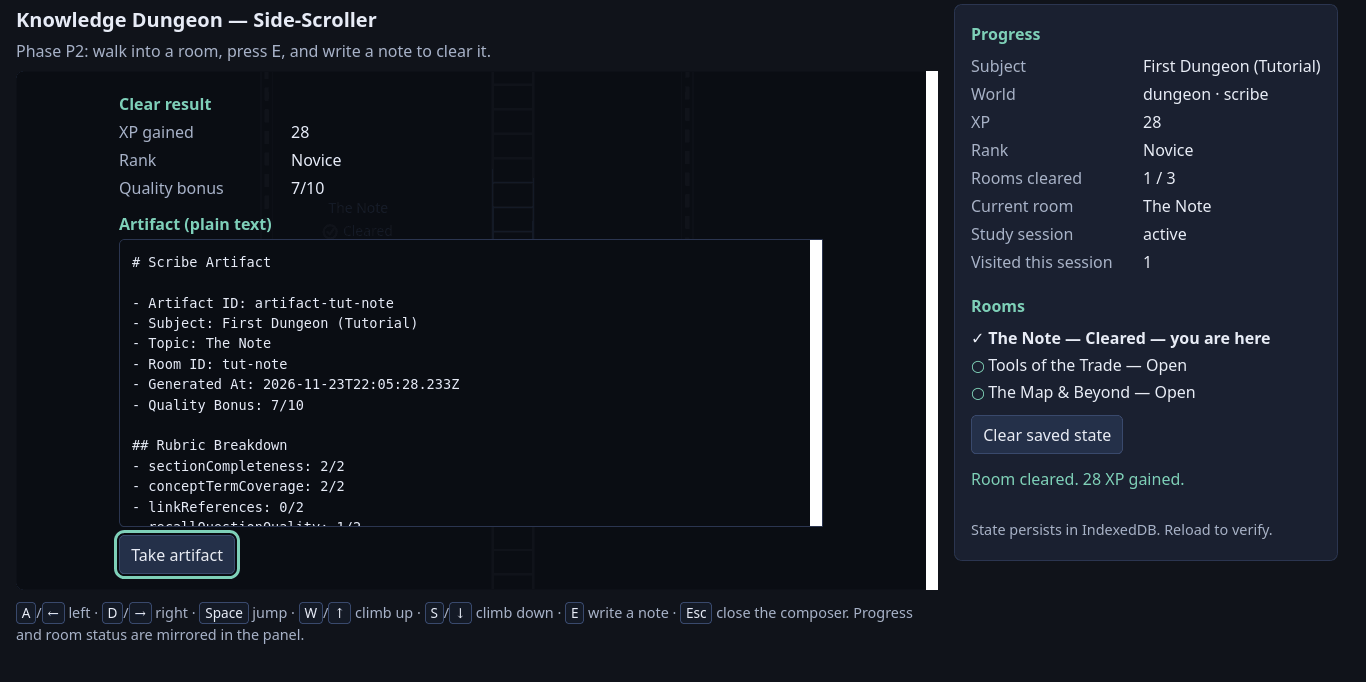 Knowledge Dungeon — Side-Scroller
Phase P2: walk into a room, press E, and write a note to clear it.
Clear result
XP gained 28
Rank Novice
Quality bonus 7/10
The Note
Cleared
Artifact (plain text)
# Scribe Artifact
- Artifact ID: artifact-tut-note
- Subject: First Dungeon (Tutorial)
- Topic: The Note
- Room ID: tut-note
- Generated At: 2026-11-23T22:05:28.233Z
- Quality Bonus: 7/10
## Rubric Breakdown
- sectionCompleteness: 2/2
- conceptTermCoverage: 2/2
- linkReferences: 0/2
- recallQuestionQuality: 1/2
Take artifact
A/← left · D/→ right · Space jump · W/↑ climb up · S/↓ climb down · E write a note · Esc close the composer. Progress
and room status are mirrored in the panel.
Progress
Subject First Dungeon (Tutorial)
World dungeon · scribe
XP 28
Rank Novice
Rooms cleared 1 / 3
Current room The Note
Study session active
Visited this session 1
Rooms
✓ The Note — Cleared — you are here
○ Tools of the Trade — Open
○ The Map & Beyond — Open
Clear saved state
Room cleared. 28 XP gained.
State persists in IndexedDB. Reload to verify.